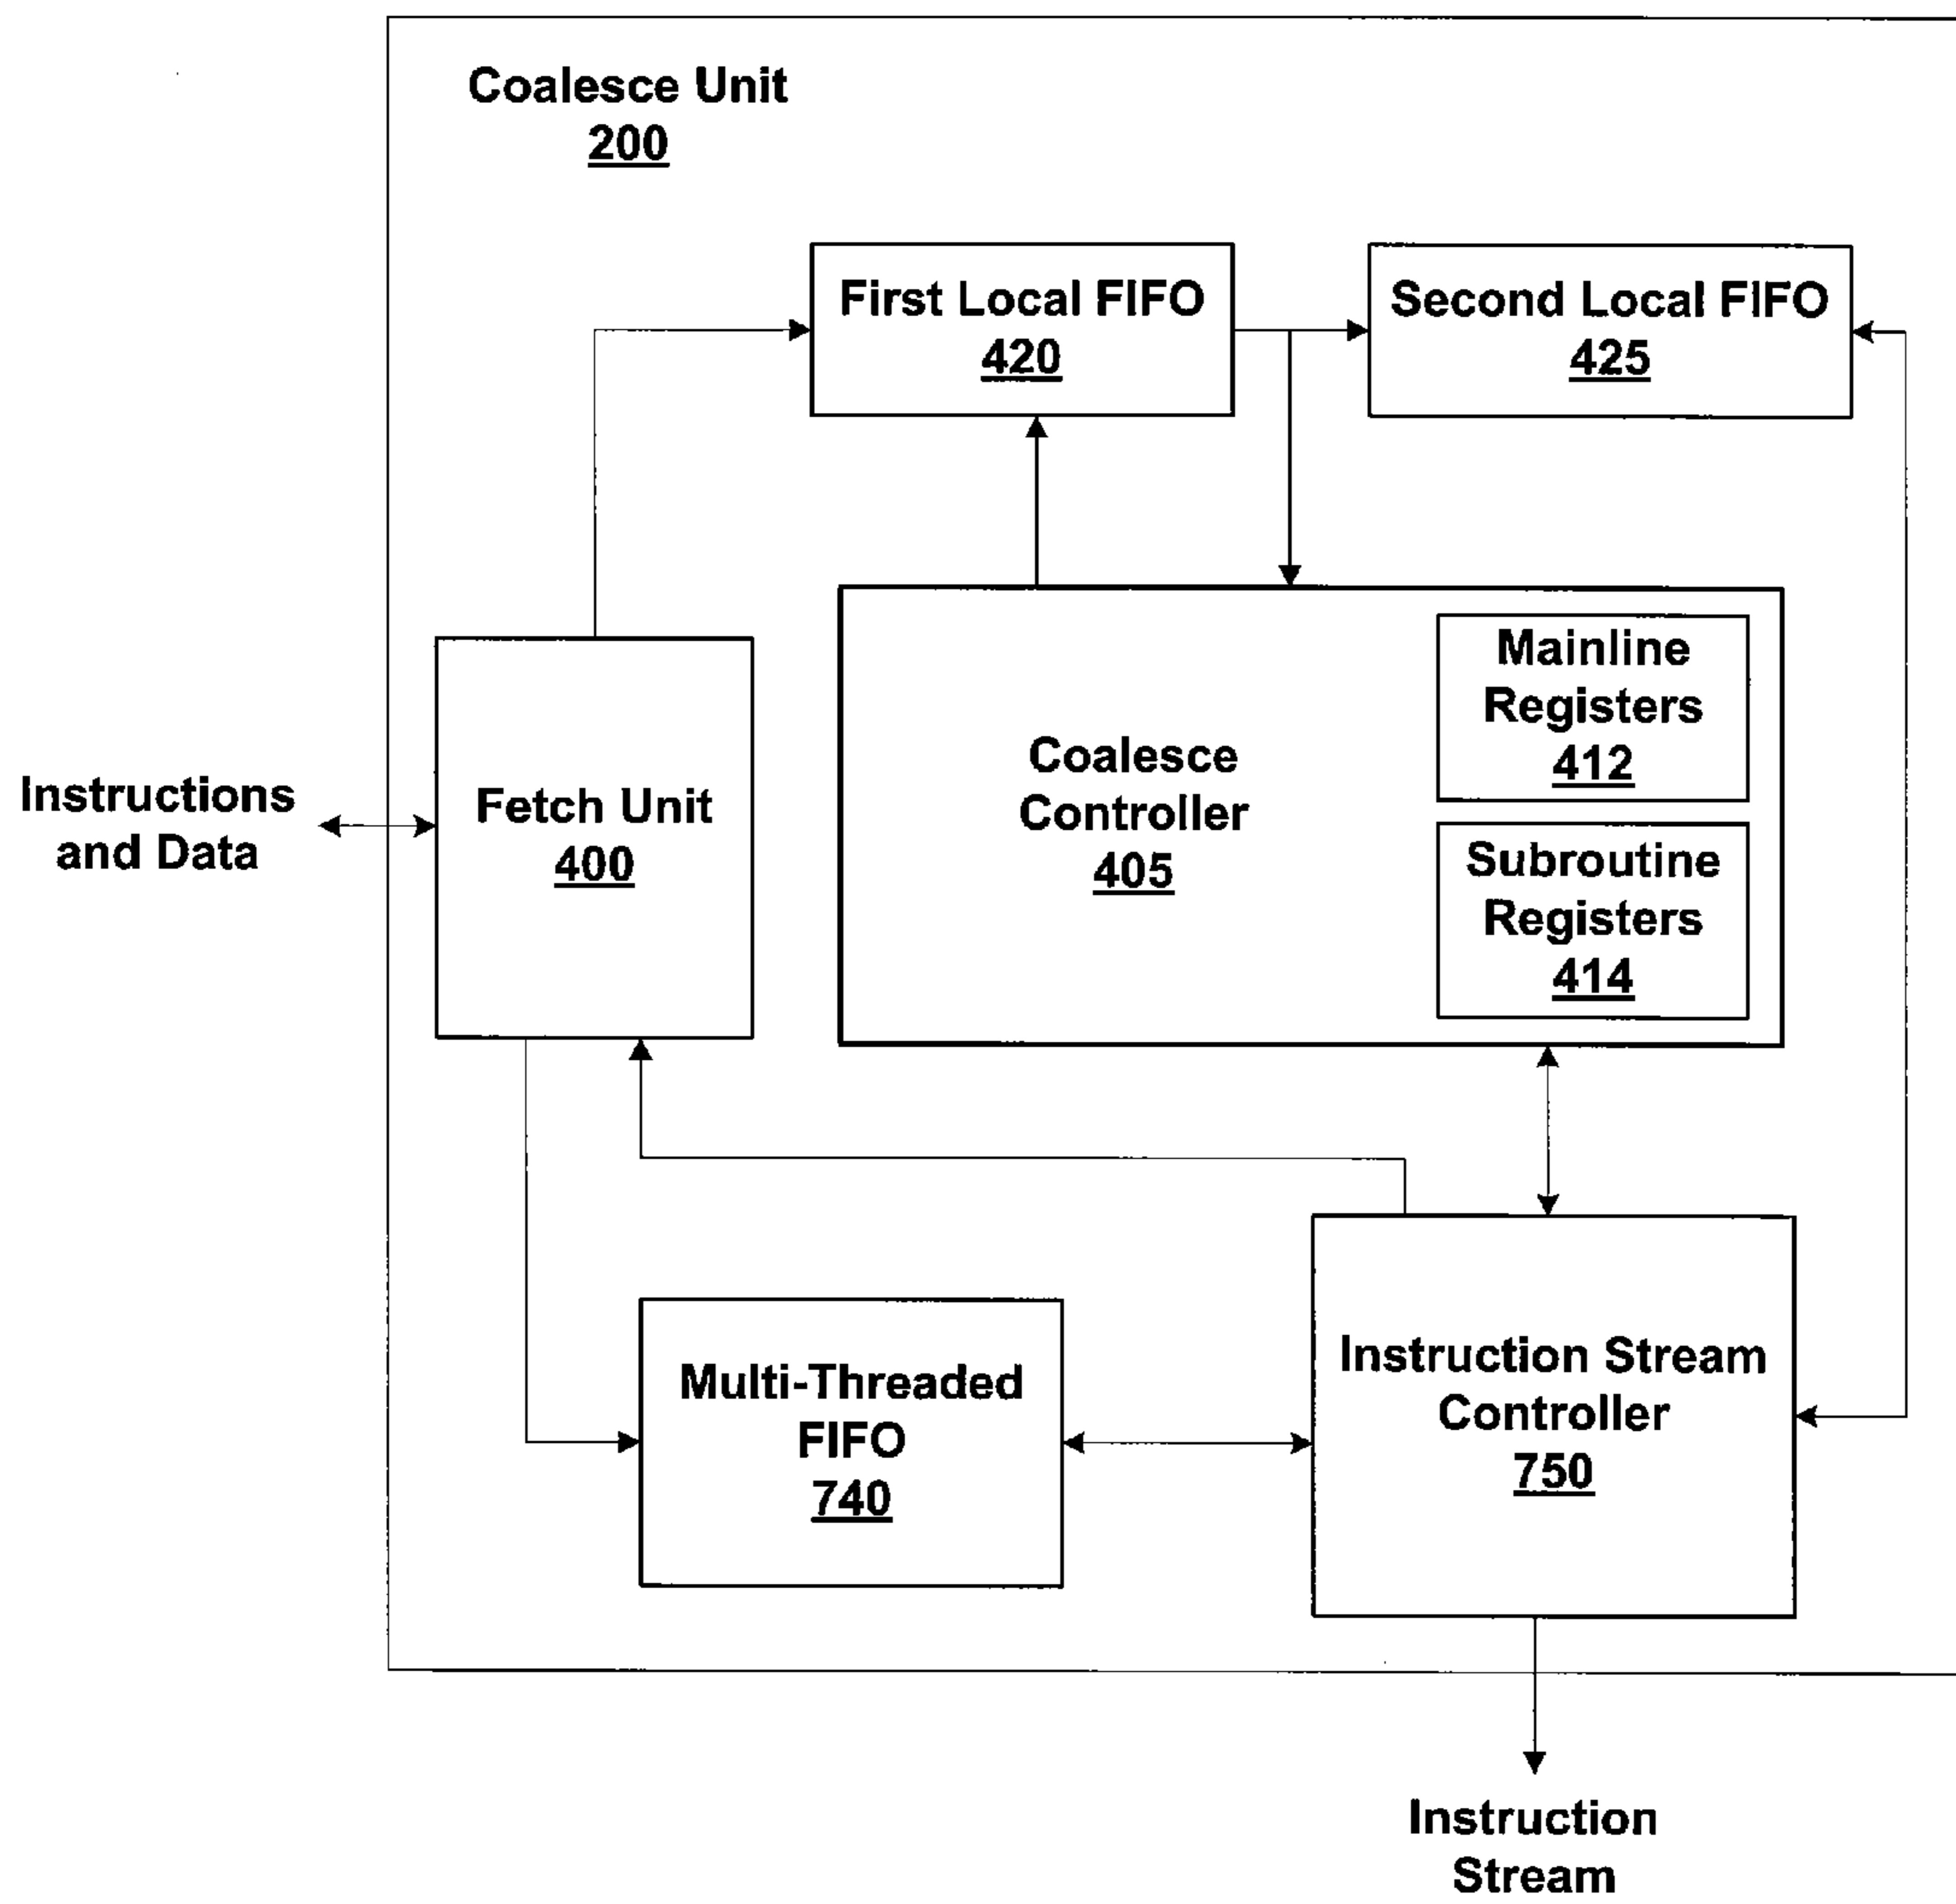 Coalesce Unit
200
First Local FIFO
420
Second Local FIFO
425
Mainline
Registers
412
Coalesce
Controller
405
Subroutine
Registers
414
Instructions
and Data
Fetch Unit
400
Multi-Threaded
FIFO
740
Instruction Stream
Controller
750
Instruction
Stream